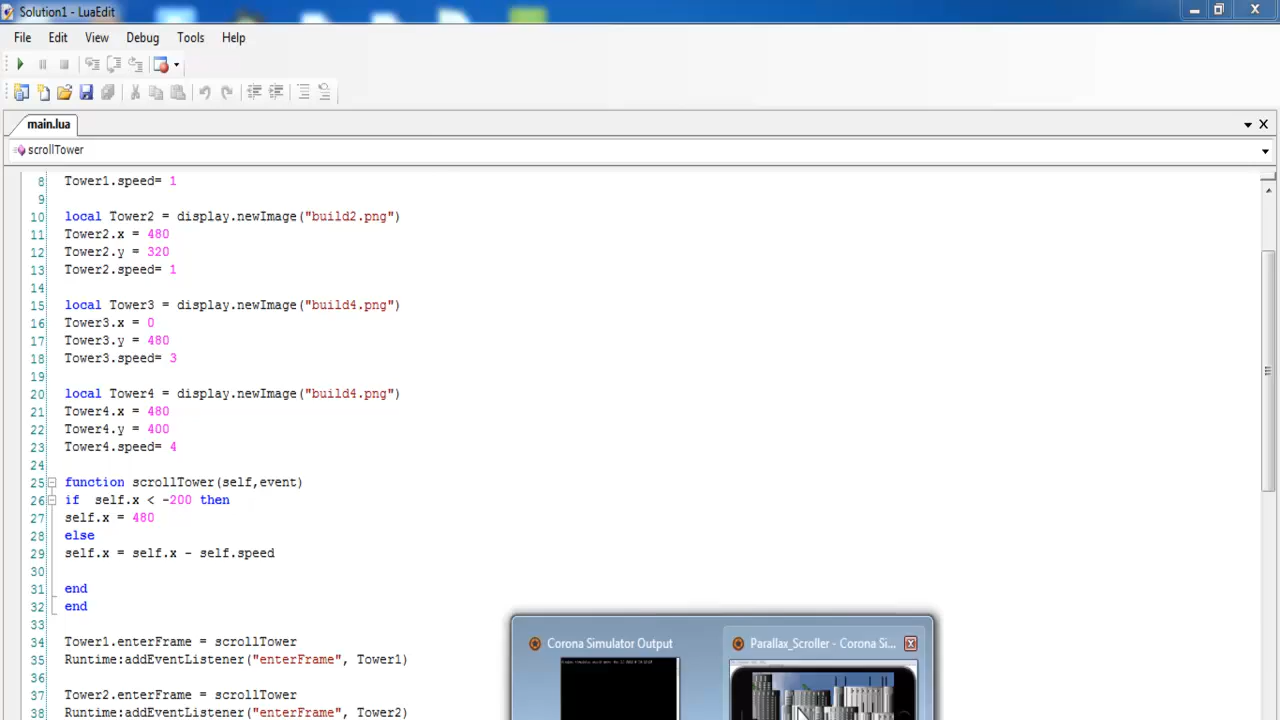 Solution1 - LuaEdit
File Edit View Debug Tools Help
main.lua
scrollTower
8 Tower1.speed= 1
9
10 local Tower2 = display.newImage("build2.png")
11 Tower2.x = 480
12 Tower2.y = 320
13 Tower2.speed= 1
14
15 local Tower3 = display.newImage("build4.png")
16 Tower3.x = 0
17 Tower3.y = 480
18 Tower3.speed= 3
19
20 local Tower4 = display.newImage("build4.png")
21 Tower4.x = 480
22 Tower4.y = 400
23 Tower4.speed= 4
24
25 function scrollTower(self,event)
26 if  self.x < -200 then
27 self.x = 480
28 else
29 self.x = self.x - self.speed
30
31 end
32 end
33
34 Tower1.enterFrame = scrollTower
35 Runtime:addEventListener("enterFrame", Tower1)
36
37 Tower2.enterFrame = scrollTower
38 Runtime:addEventListener("enterFrame", Tower2)
Corona Simulator Output
Parallax_Scroller - Corona Si...